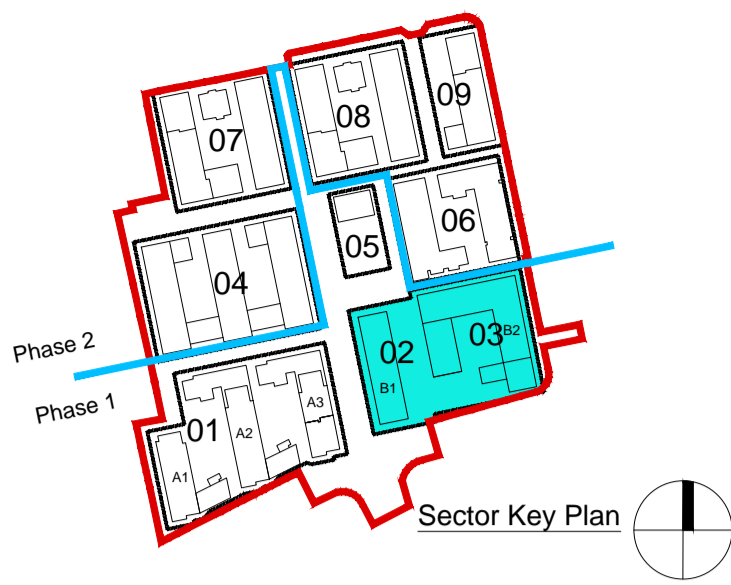 09
08
07
06
05
04
03
B2
02
B1
Phase 2
Phase 1
A3
01
A2
A1
Sector Key Plan